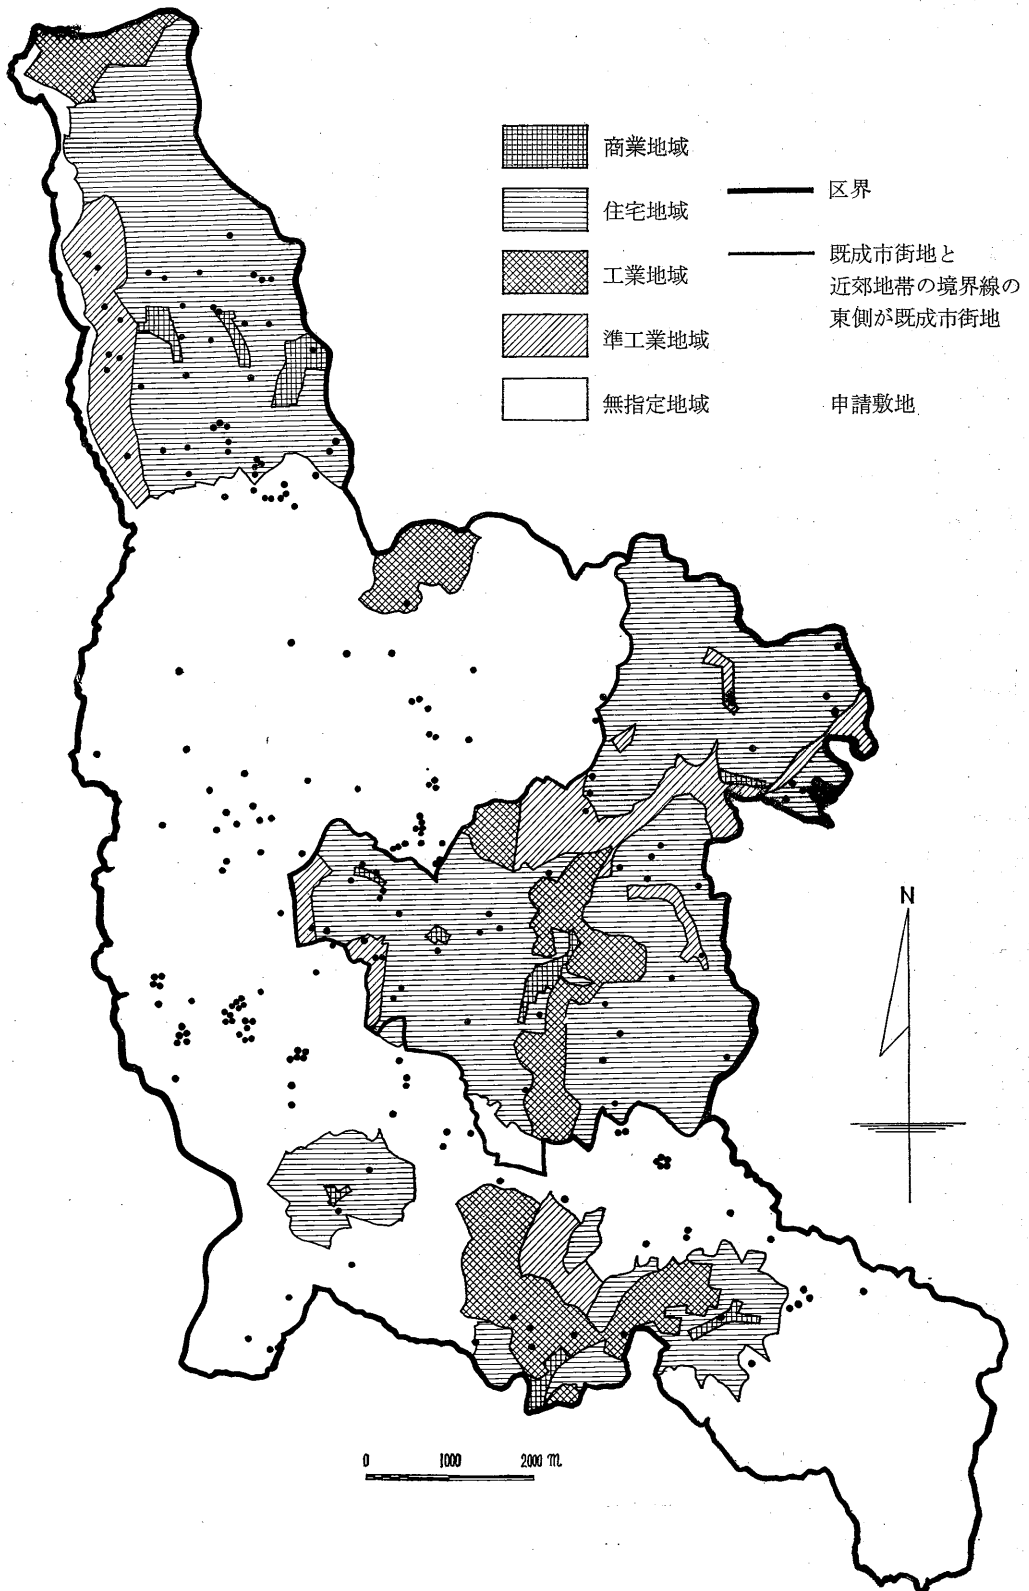 商業地域
住宅地域
工業地域
準工業地域
無指定地域
区界
既成市街地と
近郊地帯の境界線の
東側が既成市街地
申請敷地
N
0 1000 2000 m